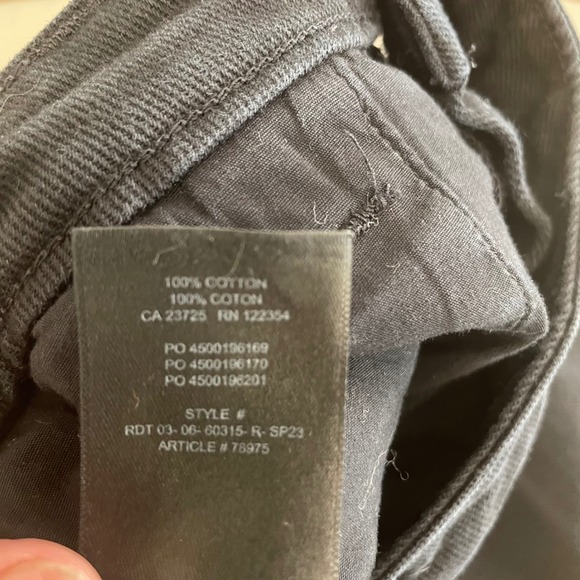 100% COTTON
100% COTON
CA 23725 RN 122354
PO 4500196169
PO 4500196170
PO 4500196201
STYLE #
RDT 03- 06- 60315- R- SP23
ARTICLE # 78975